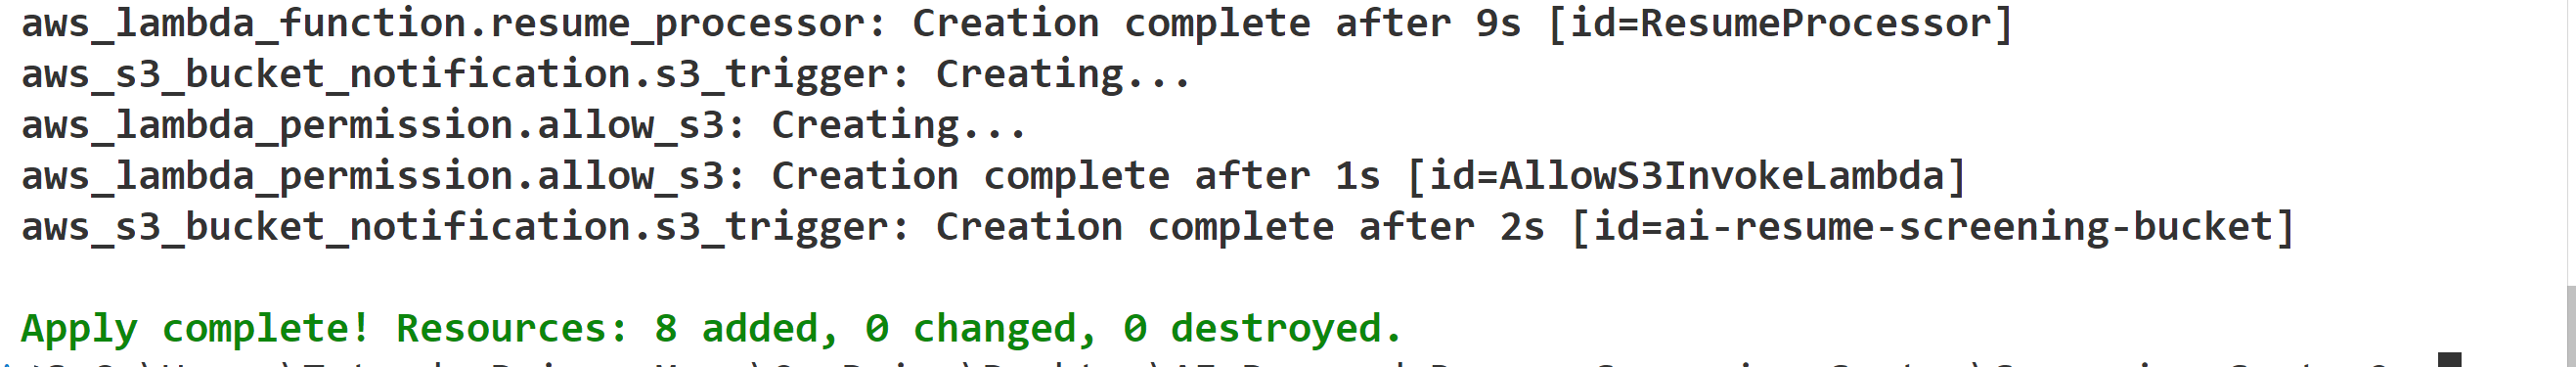 aws_lambda_function.resume_processor: Creation complete after 9s [id=ResumeProcessor]
aws_s3_bucket_notification.s3_trigger: Creating...
aws_lambda_permission.allow_s3: Creating...
aws_lambda_permission.allow_s3: Creation complete after 1s [id=AllowS3InvokeLambda]
aws_s3_bucket_notification.s3_trigger: Creation complete after 2s [id=ai-resume-screening-bucket]
Apply complete! Resources: 8 added, 0 changed, 0 destroyed.